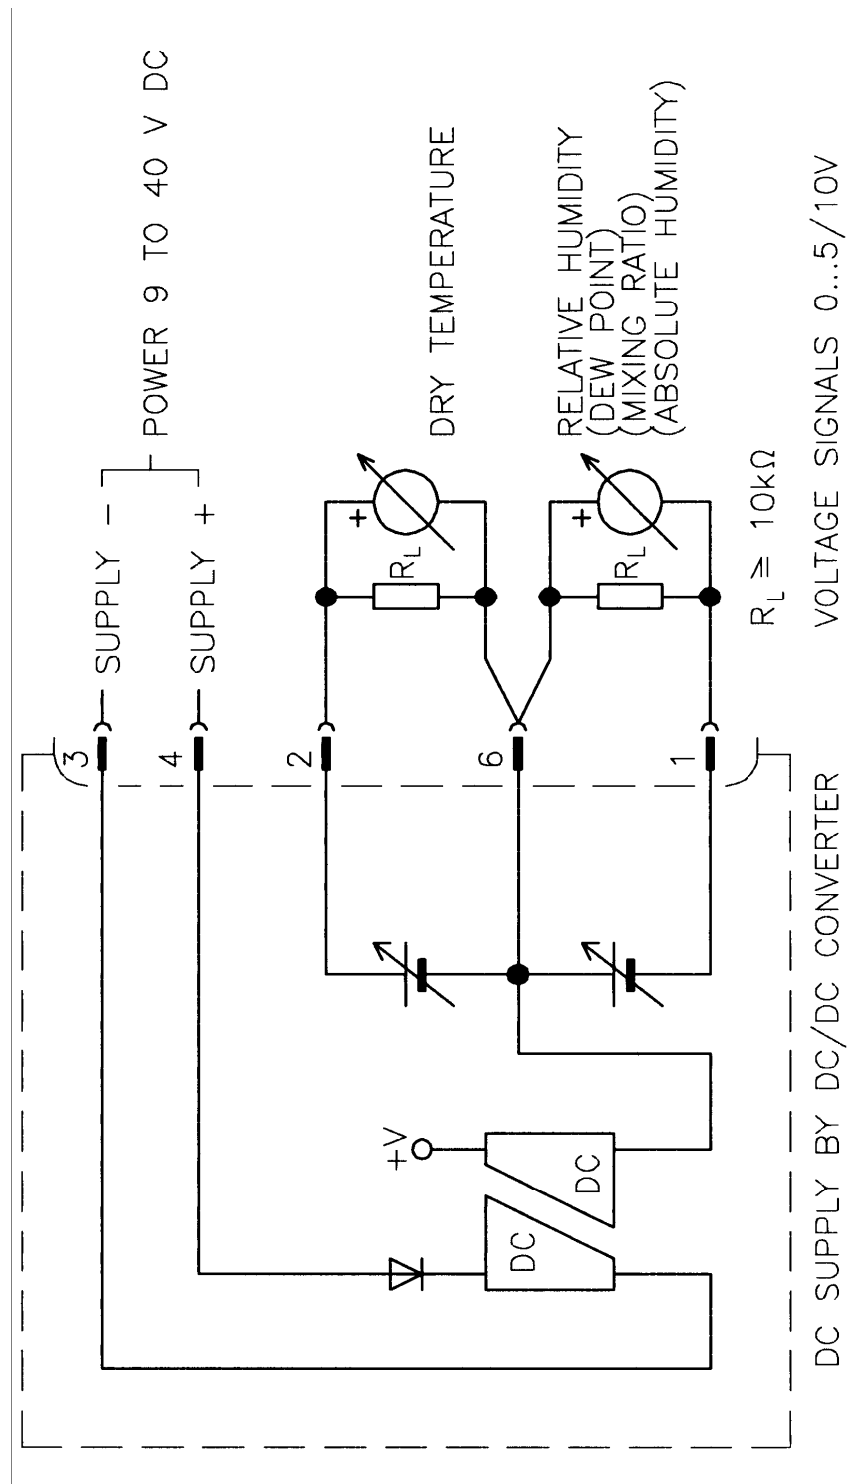 POWER 9 TO 40 V DC
SUPPLY -
SUPPLY +
3
4
2
6
1
+
R_L
DRY TEMPERATURE
+
R_L
RELATIVE HUMIDITY
(DEW POINT)
(MIXING RATIO)
(ABSOLUTE HUMIDITY)
+V
DC
DC
R_L ≥ 10kΩ
DC SUPPLY BY DC/DC CONVERTER
VOLTAGE SIGNALS 0...5/10V